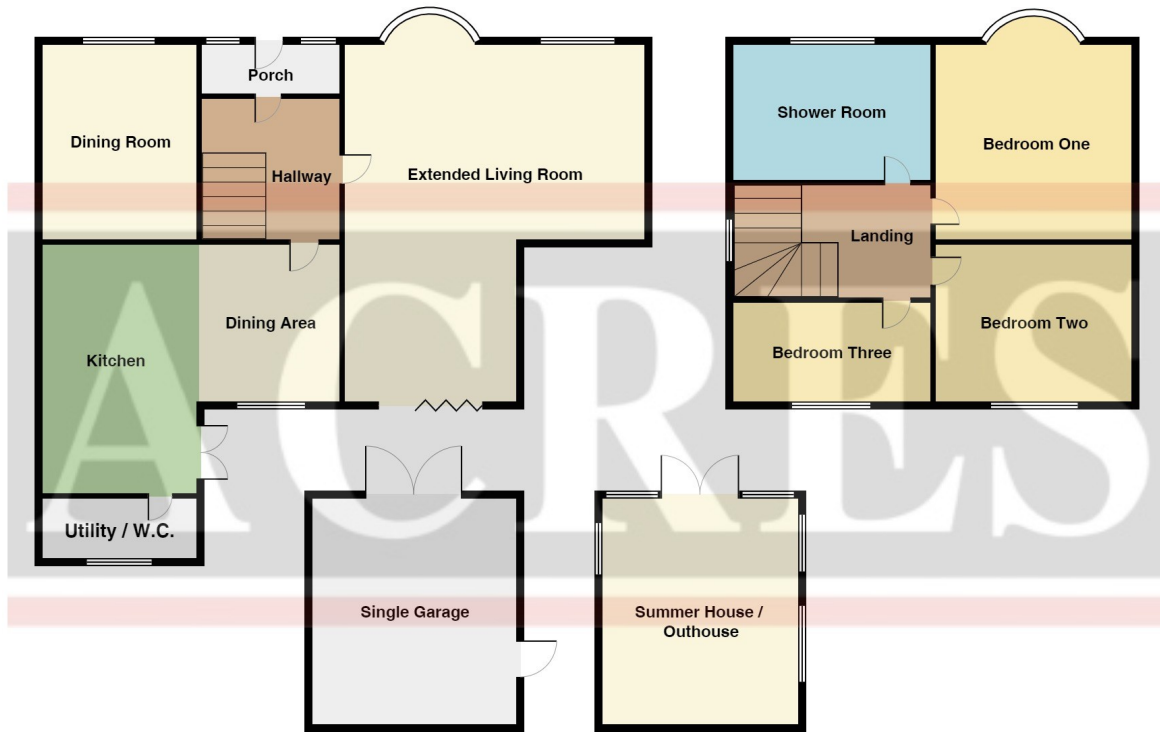 Porch
Dining Room
Hallway
Extended Living Room
Dining Area
Kitchen
Utility / W.C.
Shower Room
Bedroom One
Landing
Bedroom Two
Bedroom Three
Single Garage
Summer House /
Outhouse
ACRES